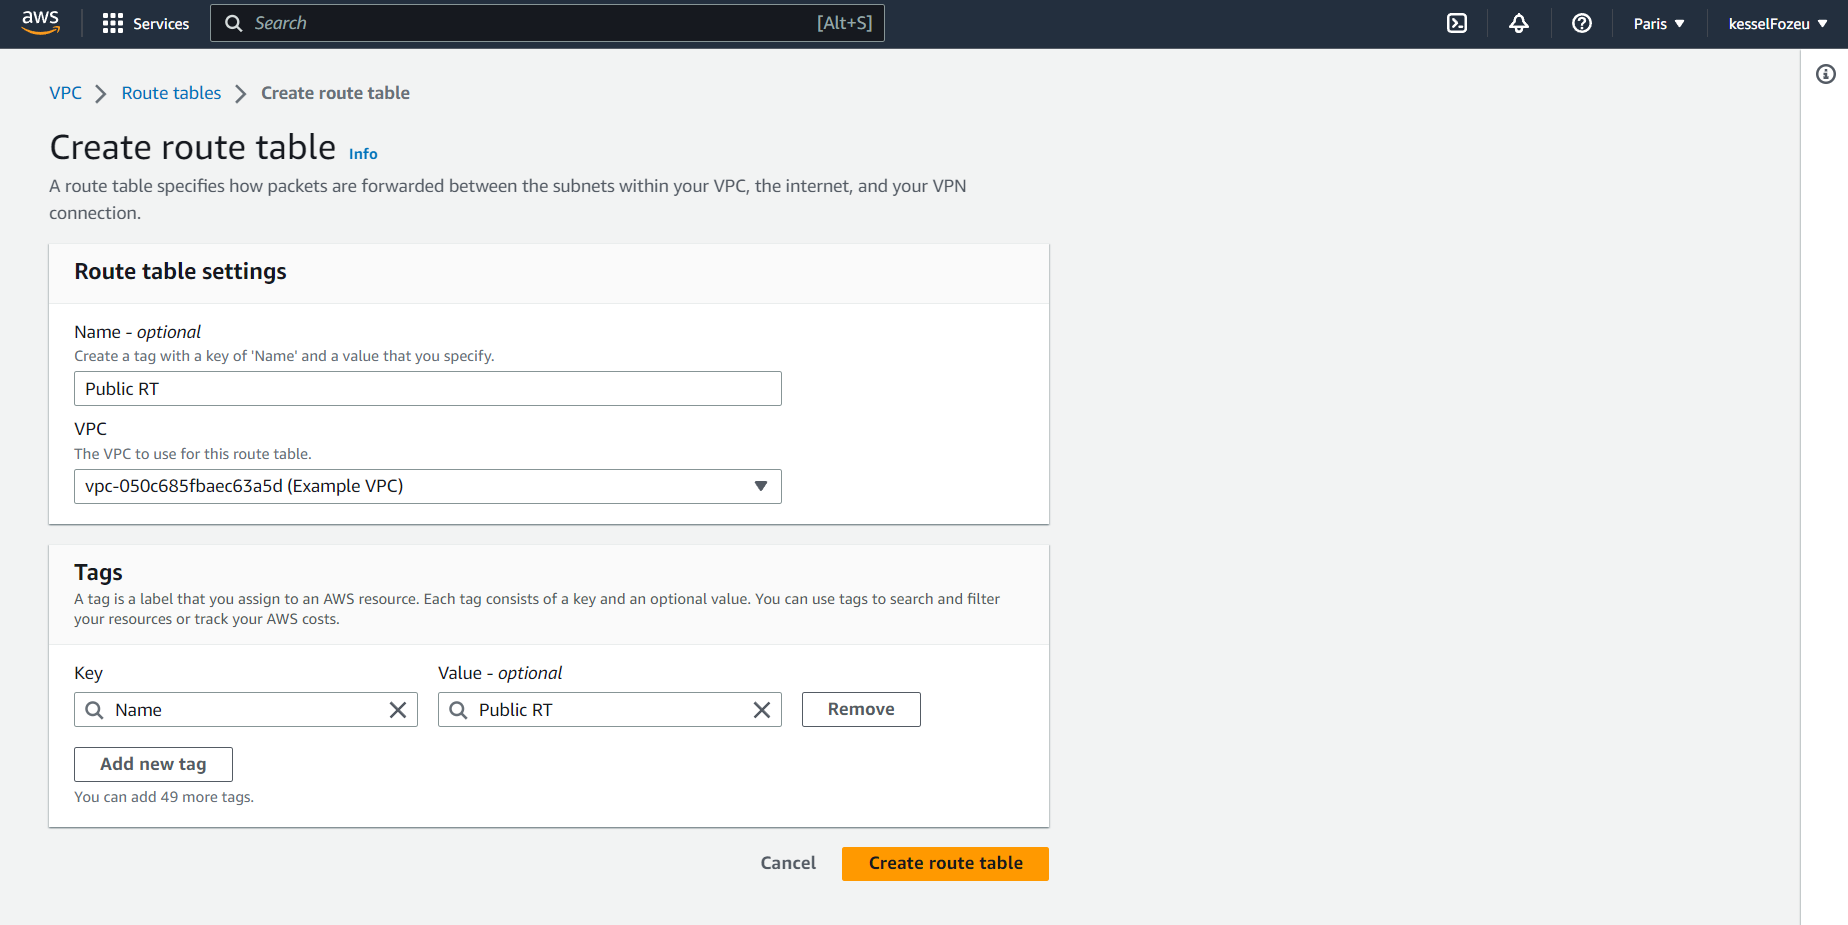 aws
Services
Search
[Alt+S]
Paris
kesselFozeu
VPC
Route tables
Create route table
Create route table Info
A route table specifies how packets are forwarded between the subnets within your VPC, the internet, and your VPN
connection.
Route table settings
Name - optional
Create a tag with a key of 'Name' and a value that you specify.
Public RT
VPC
The VPC to use for this route table.
vpc-050c685fbaec63a5d (Example VPC)
Tags
A tag is a label that you assign to an AWS resource. Each tag consists of a key and an optional value. You can use tags to search and filter
your resources or track your AWS costs.
Key
Value - optional
Name
Public RT
Remove
Add new tag
You can add 49 more tags.
Cancel
Create route table